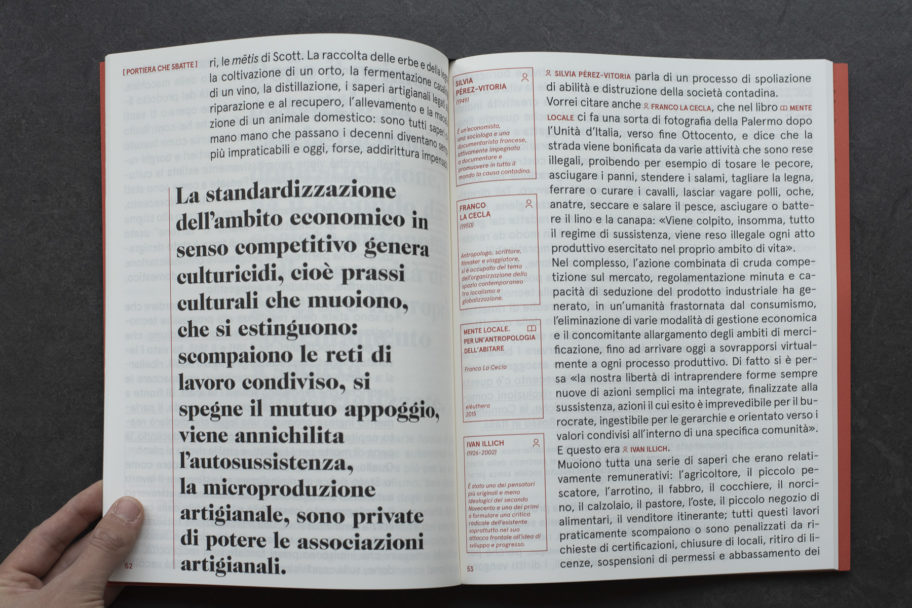 [ PORTIERA CHE SBATTE ]
ri, le mêtis di Scott. La raccolta delle erbe e della
la coltivazione di un orto, la fermentazione
di un vino, la distillazione, i saperi artigianali legati
riparazione e al recupero, l'allevamento e la
zione di un animale domestico: sono tutti saperi
mano mano che passano i decenni diventano
più impraticabili e oggi, forse, addirittura
La standardizzazione
dell'ambito economico in
senso competitivo genera
culturicidi, cioè prassi
culturali che muoiono,
che si estinguono:
scompaiono le reti di
lavoro condiviso, si
spegne il mutuo appoggio,
viene annichilita
l'autosussistenza,
la microproduzione
artigianale, sono private
di potere le associazioni
artigianali.
52
SILVIA
PÉREZ-VITORIA
(1949)
È un'economista,
una sociologa e una
documentarista francese,
attivamente impegnata
a documentare e
promuovere in tutto il
mondo la causa contadina.
FRANCO
LA CECLA
(1950)
Antropologo, scrittore,
filmaker e viaggiatore,
si è occupato del tema
dell'organizzazione dello
spazio contemporaneo
tra localismo e
globalizzazione.
MENTE LOCALE.
PER UN'ANTROPOLOGIA
DELL'ABITARE
Franco La Cecla
elèuthera
2015
IVAN ILLICH
(1926-2002)
È stato uno dei pensatori
più originali e meno
ideologici del secondo
Novecento e uno dei primi
a formulare una critica
radicale dell'esistente
soprattutto nel suo
attacco frontale all'idea di
sviluppo e progresso.
SILVIA PÉREZ-VITORIA parla di un processo di spoliazione
di abilità e distruzione della società contadina.
Vorrei citare anche FRANCO LA CECLA, che nel libro MENTE
LOCALE ci fa una sorta di fotografia della Palermo dopo
l'Unità d'Italia, verso fine Ottocento, e dice che la
strada viene bonificata da varie attività che sono rese
illegali, proibendo per esempio di tosare le pecore,
asciugare i panni, stendere i salami, tagliare la legna,
ferrare o curare i cavalli, lasciar vagare polli, oche,
anatre, seccare e salare il pesce, asciugare o batte-
re il lino e la canapa: «Viene colpito, insomma, tutto
il regime di sussistenza, viene reso illegale ogni atto
produttivo esercitato nel proprio ambito di vita».
Nel complesso, l'azione combinata di cruda compe-
tizione sul mercato, regolamentazione minuta e ca-
pacità di seduzione del prodotto industriale ha ge-
nerato, in un'umanità frastornata dal consumismo,
l'eliminazione di varie modalità di gestione economica
e il concomitante allargamento degli ambiti di merci-
ficazione, fino ad arrivare oggi a sovrapporsi virtual-
mente a ogni processo produttivo. Di fatto si è per-
sa «la nostra libertà di intraprendere forme sempre
nuove di azioni semplici ma integrate, finalizzate alla
sussistenza, azioni il cui esito è imprevedibile per il bu-
rocrate, ingestibile per le gerarchie e orientato verso i
valori condivisi all'interno di una specifica comunità».
E questo era IVAN ILLICH.
Muoiono tutta una serie di saperi che erano relati-
vamente remunerativi: l'agricoltore, il piccolo pe-
scatore, l'arrotino, il fabbro, il cocchiere, il norci-
no, il calzolaio, il pastore, l'oste, il piccolo negozio di
alimentari, il venditore itinerante; tutti questi lavori
praticamente scompaiono o sono penalizzati da ri-
chieste di certificazioni, chiusure di locali, ritiro di li-
cenze, sospensioni di permessi e abbassamento dei
53